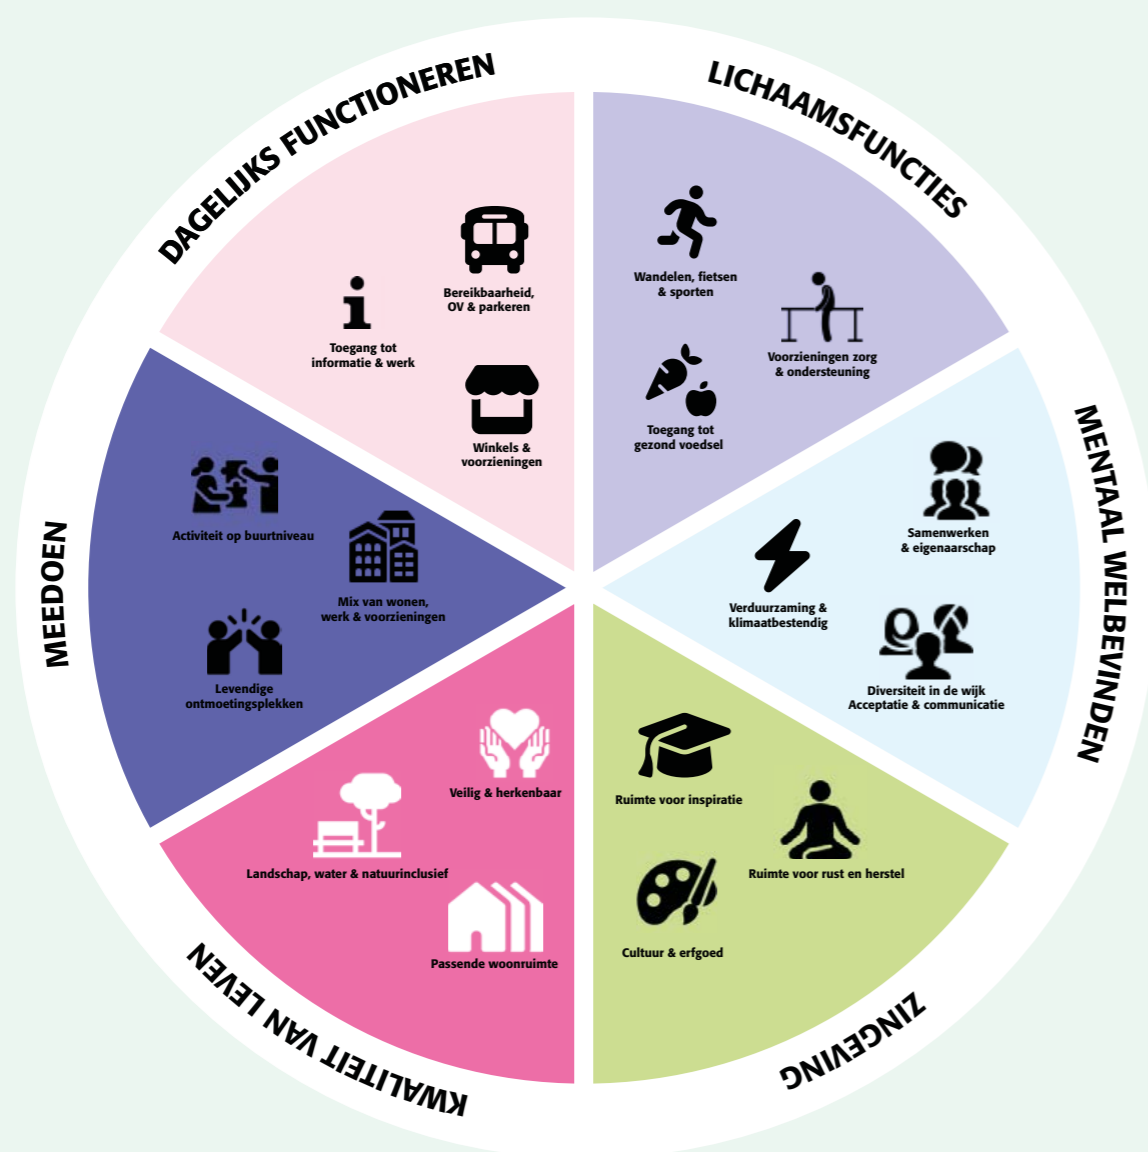 DAGELIJKS FUNCTIONEREN
Bereikbaarheid,
OV & parkeren
Toegang tot
informatie & werk
Winkels &
voorzieningen
LICHAAMSFUNCTIES
Wandelen, fietsen
& sporten
Voorzieningen zorg
& ondersteuning
Toegang tot
gezond voedsel
MENTAAL WELBEVINDEN
Samenwerken
& eigenaarschap
Verduurzaming &
klimaatbestendig
Diversiteit in de wijk
Acceptatie & communicatie
ZINGEVING
Ruimte voor inspiratie
Ruimte voor rust en herstel
Cultuur & erfgoed
KWALITEIT VAN LEVEN
Veilig & herkenbaar
Landschap, water & natuurinclusief
Passende woonruimte
MEEDOEN
Activiteit op buurtniveau
Mix van wonen,
werk & voorzieningen
Levendige
ontmoetingsplekken